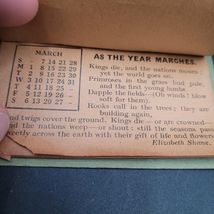 MARCH
S - 7 14 21 28
M 1 8 15 22 29
T 2 9 16 23 30
W 3 10 17 24 31
T 4 11 18 25 -
F 5 12 19 26 -
S 6 13 20 27 -
AS THE YEAR MARCHES.
Kings die, and the nations mourn;
yet the world goes on.
Primroses in the grass bud pale,
and the first young lambs
Dapple the fields—(Oh winds! blow
soft for them).
Rooks call in the trees; they are
building again,
and twigs cover the ground. Kings die — or are crowned—
and the nations weep — or shout: still the seasons pass
across the earth with their gift of life and flowers
Elizabeth Shane.